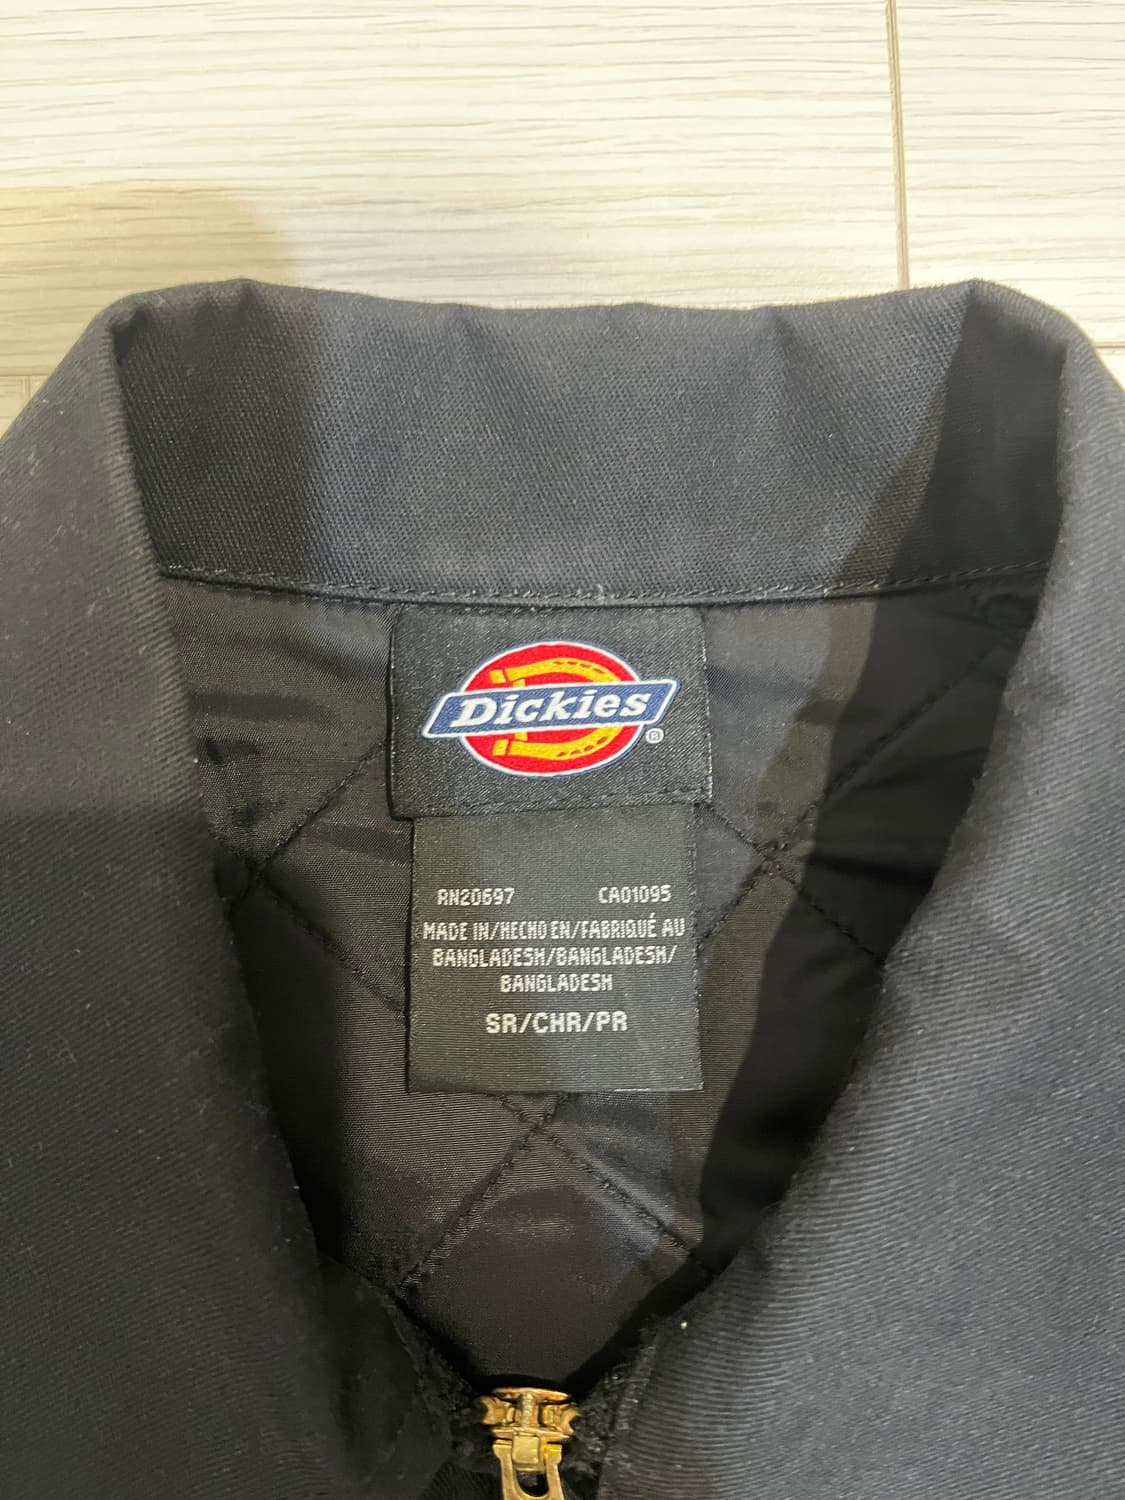 Dickies
®
RN20697 CA01095
MADE IN/HECHO EN/FABRIQUÉ AU
BANGLADESH/BANGLADESH/
BANGLADESH
SR/CHR/PR